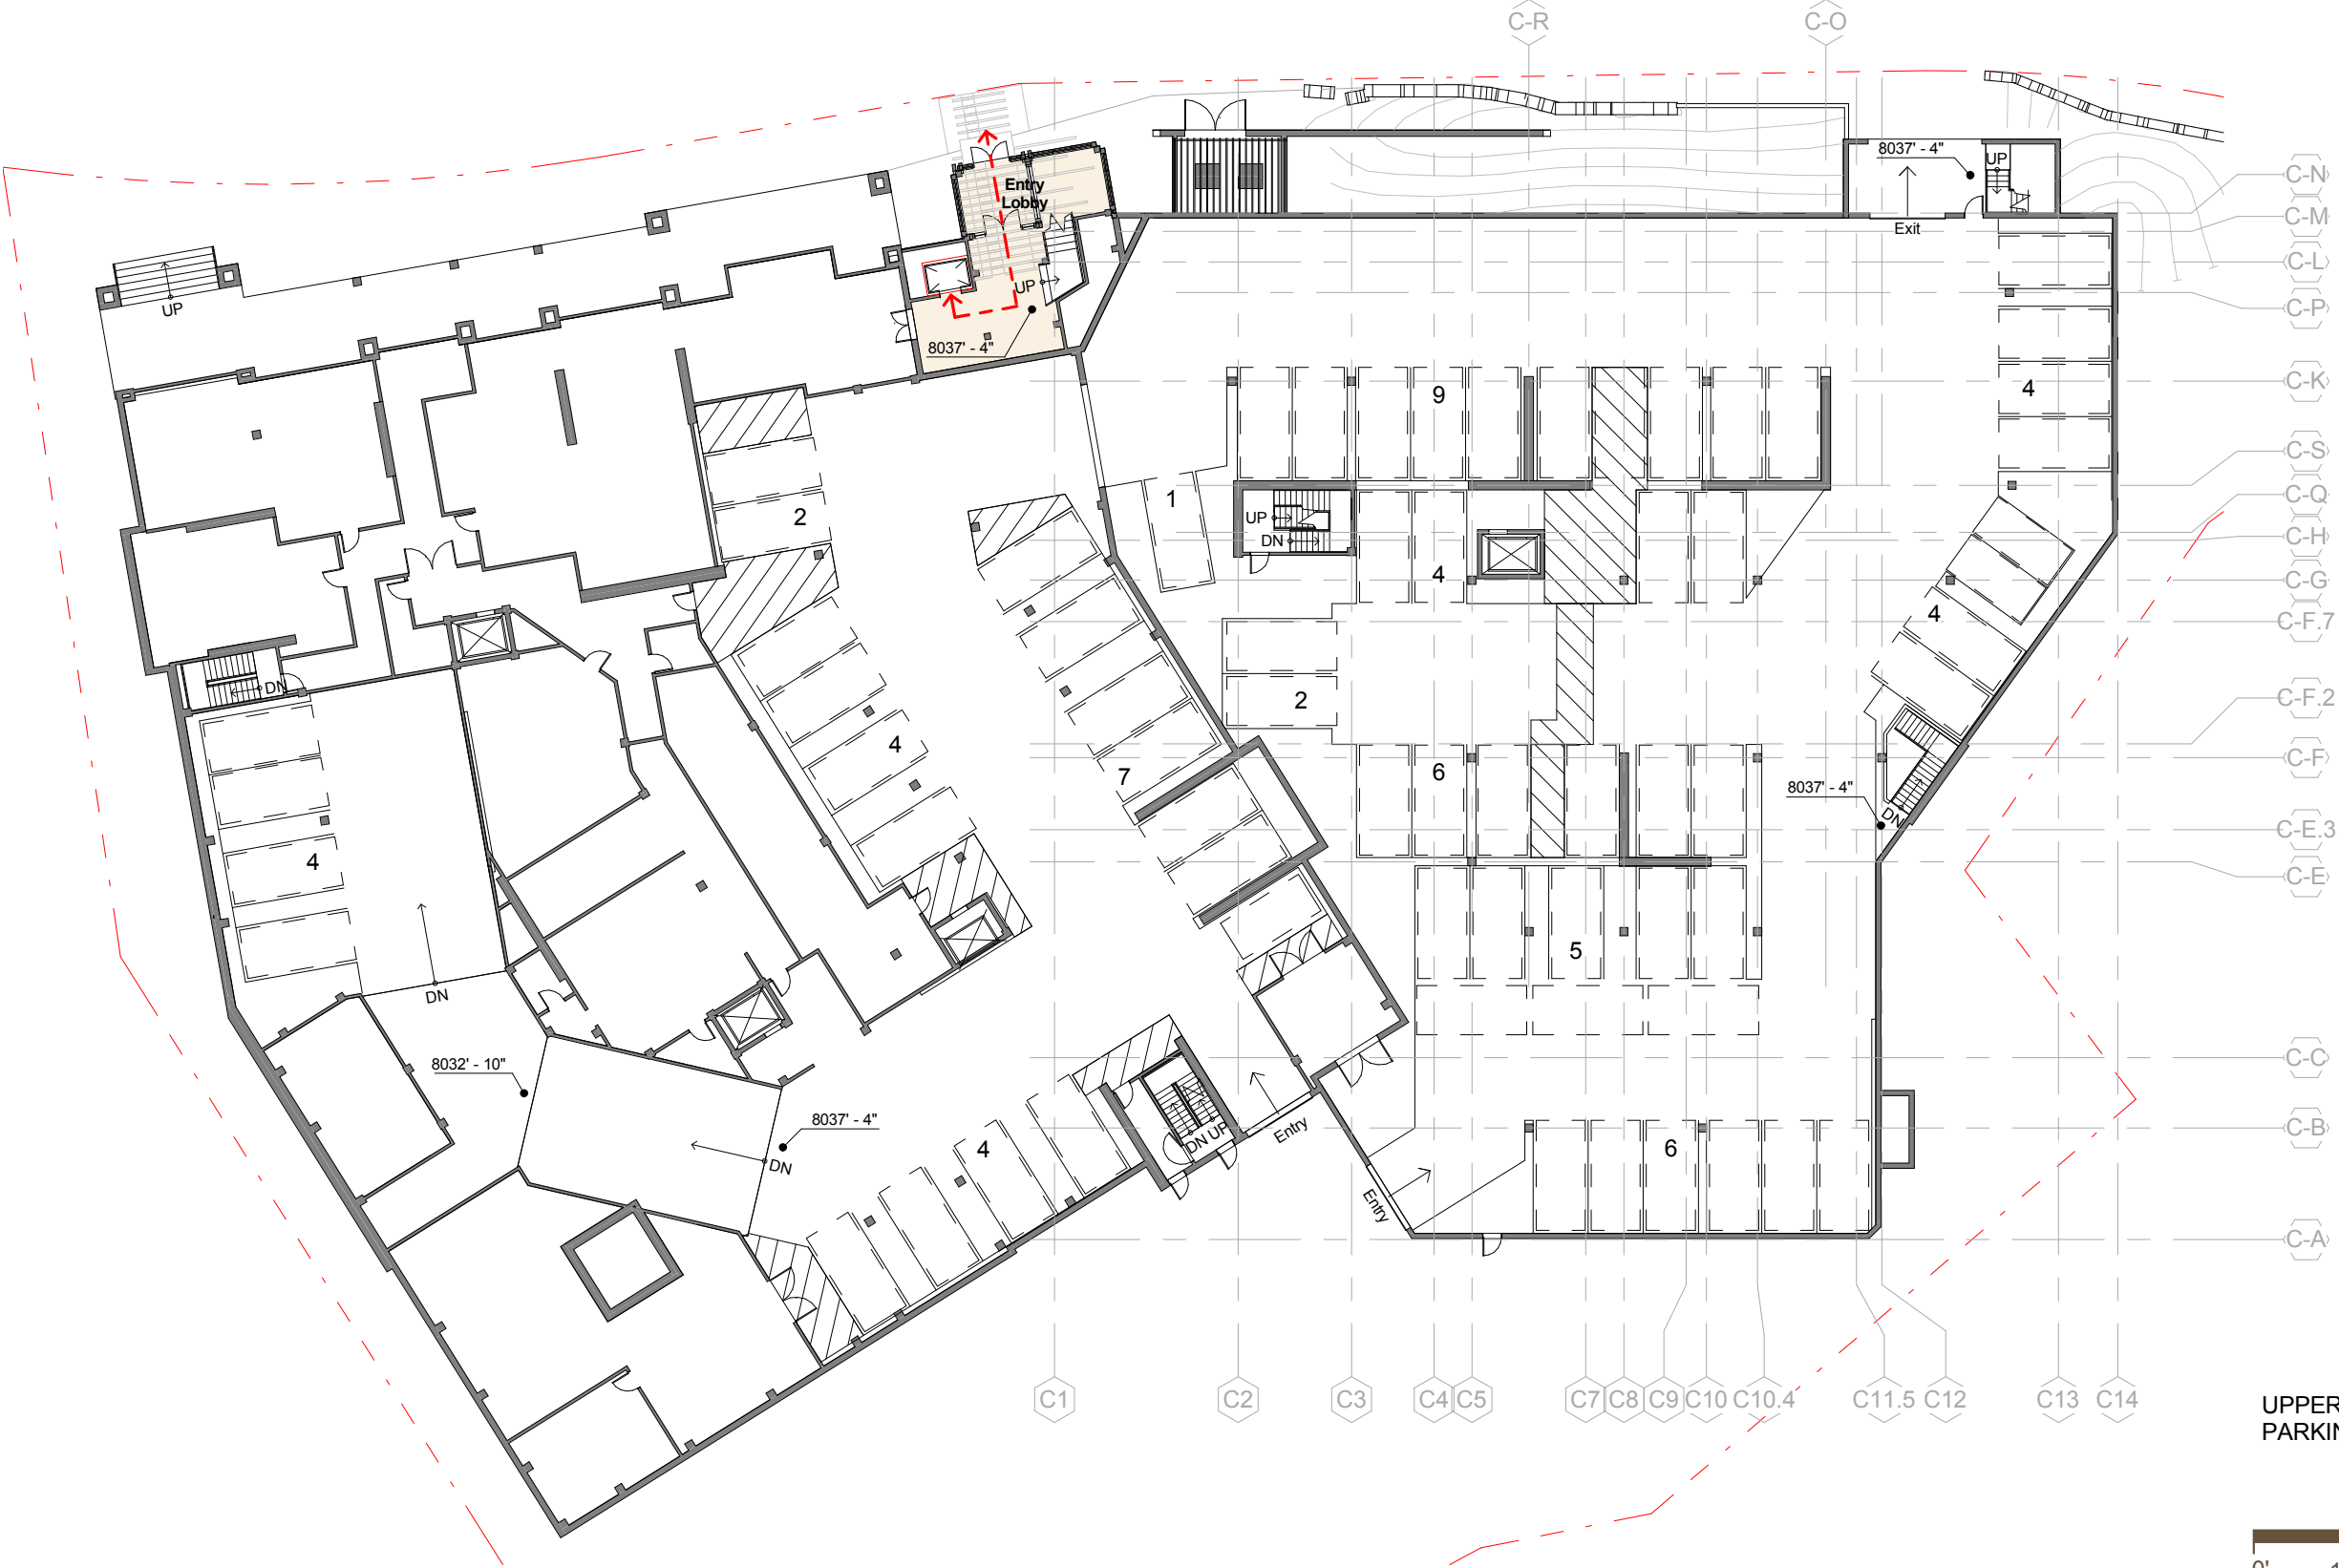 C-R
C-O
8037' - 4"
UP
C-N
Entry
Lobby
C-M
Exit
C-L
UP
UP
C-P
8037' - 4"
C-K
9
4
C-S
1
C-Q
2
UP
DN
C-H
4
C-G
4
C-F.7
DN
2
C-F.2
4
C-F
7
6
8037' - 4"
DN
C-E.3
4
C-E
5
DN
8032' - 10"
C-C
8037' - 4"
C-B
DN UP
Entry
4
6
DN
Entry
C-A
C1
C2
C3
C4
C5
C7
C8
C9
C10
C10.4
C11.5
C12
C13
C14
UPPER
PARKIN
0'